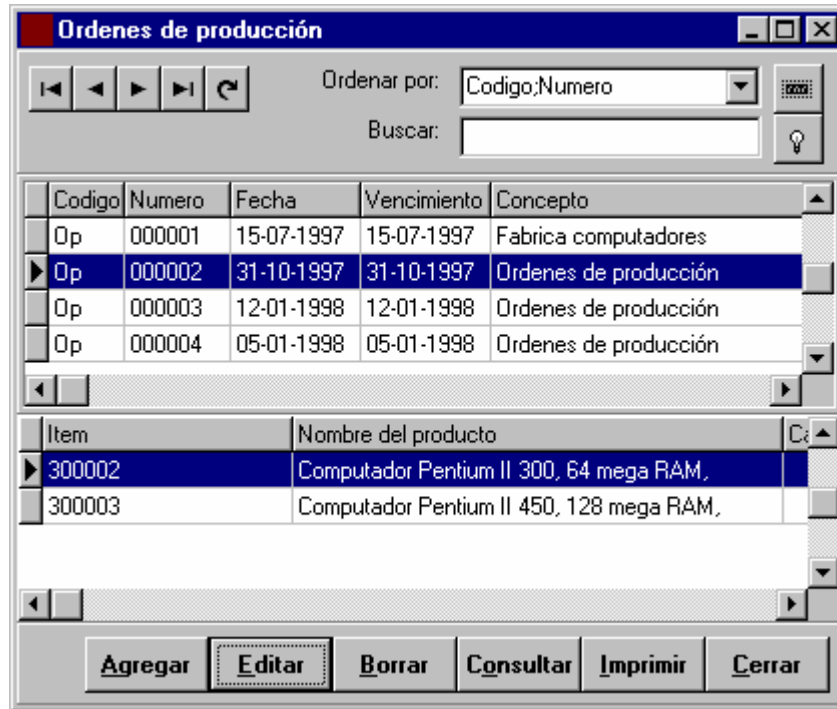 Ordenes de producción
Ordenar por: Codigo;Numero
Buscar:
Codigo Numero Fecha Vencimiento Concepto
Op 000001 15-07-1997 15-07-1997 Fabrica computadores
Op 000002 31-10-1997 31-10-1997 Ordenes de producción
Op 000003 12-01-1998 12-01-1998 Ordenes de producción
Op 000004 05-01-1998 05-01-1998 Ordenes de producción
Item Nombre del producto
300002 Computador Pentium II 300, 64 mega RAM,
300003 Computador Pentium II 450, 128 mega RAM,
Agregar Editar Borrar Consultar Imprimir Cerrar